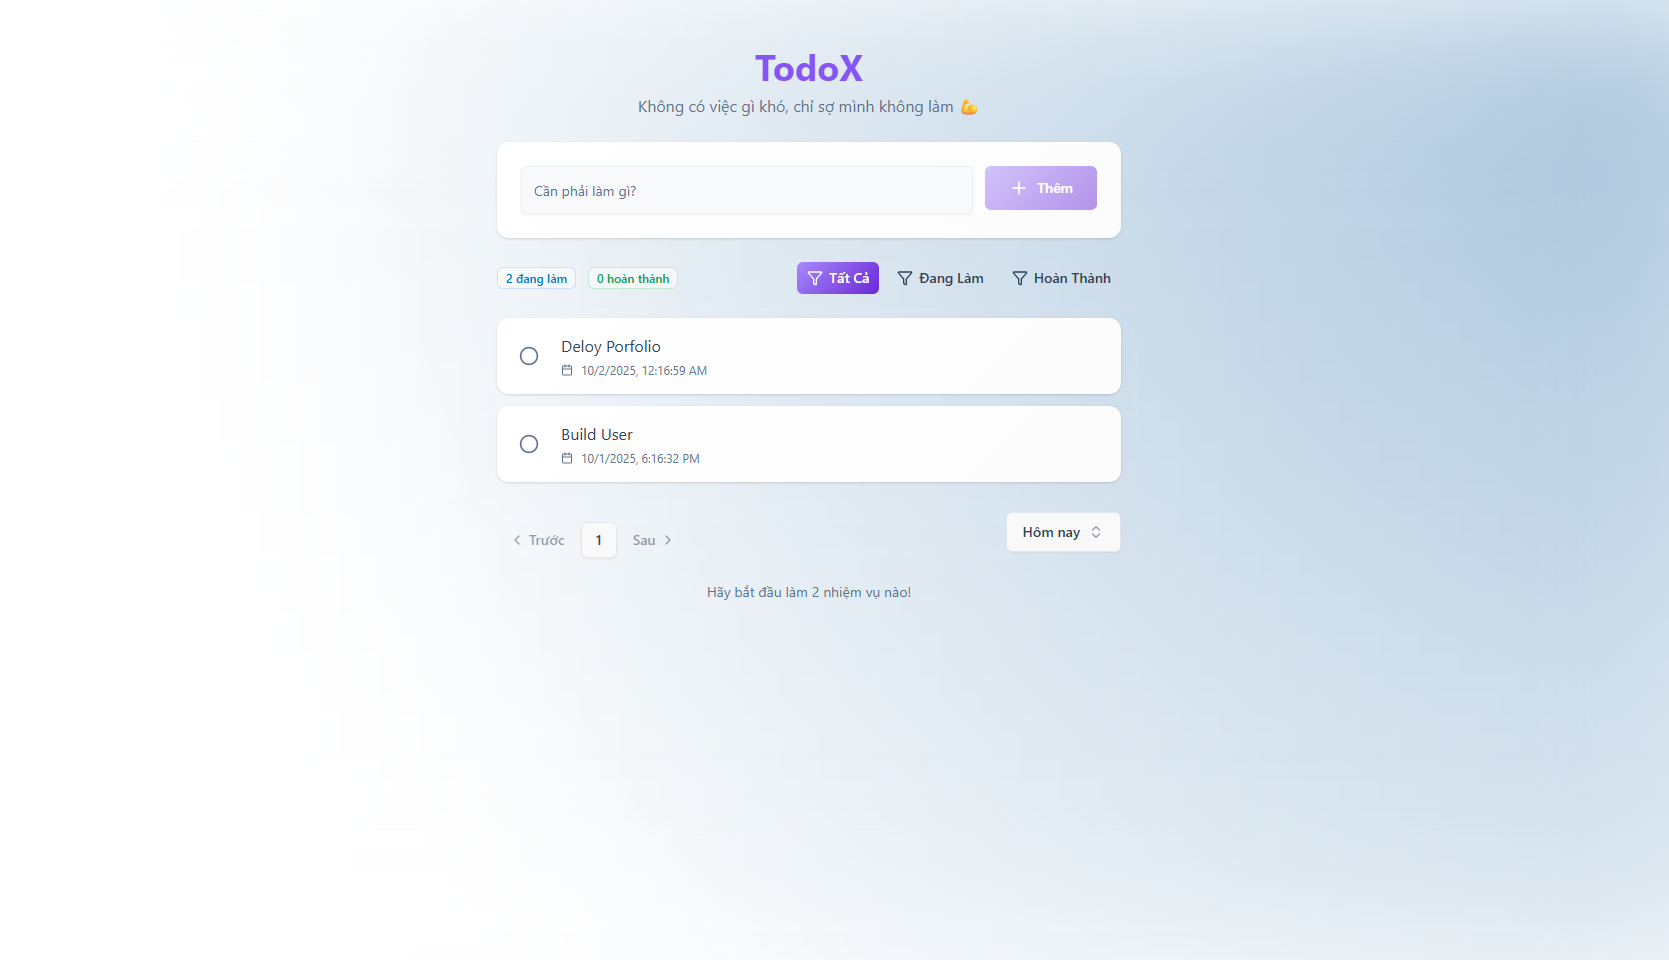 TodoX
Không có việc gì khó, chỉ sợ mình không làm 💪
Cần phải làm gì?
Thêm
2 đang làm
0 hoàn thành
Tất Cả
Đang Làm
Hoàn Thành
Deloy Porfolio
10/2/2025, 12:16:59 AM
Build User
10/1/2025, 6:16:32 PM
Trước
1
Sau
Hôm nay
Hãy bắt đầu làm 2 nhiệm vụ nào!